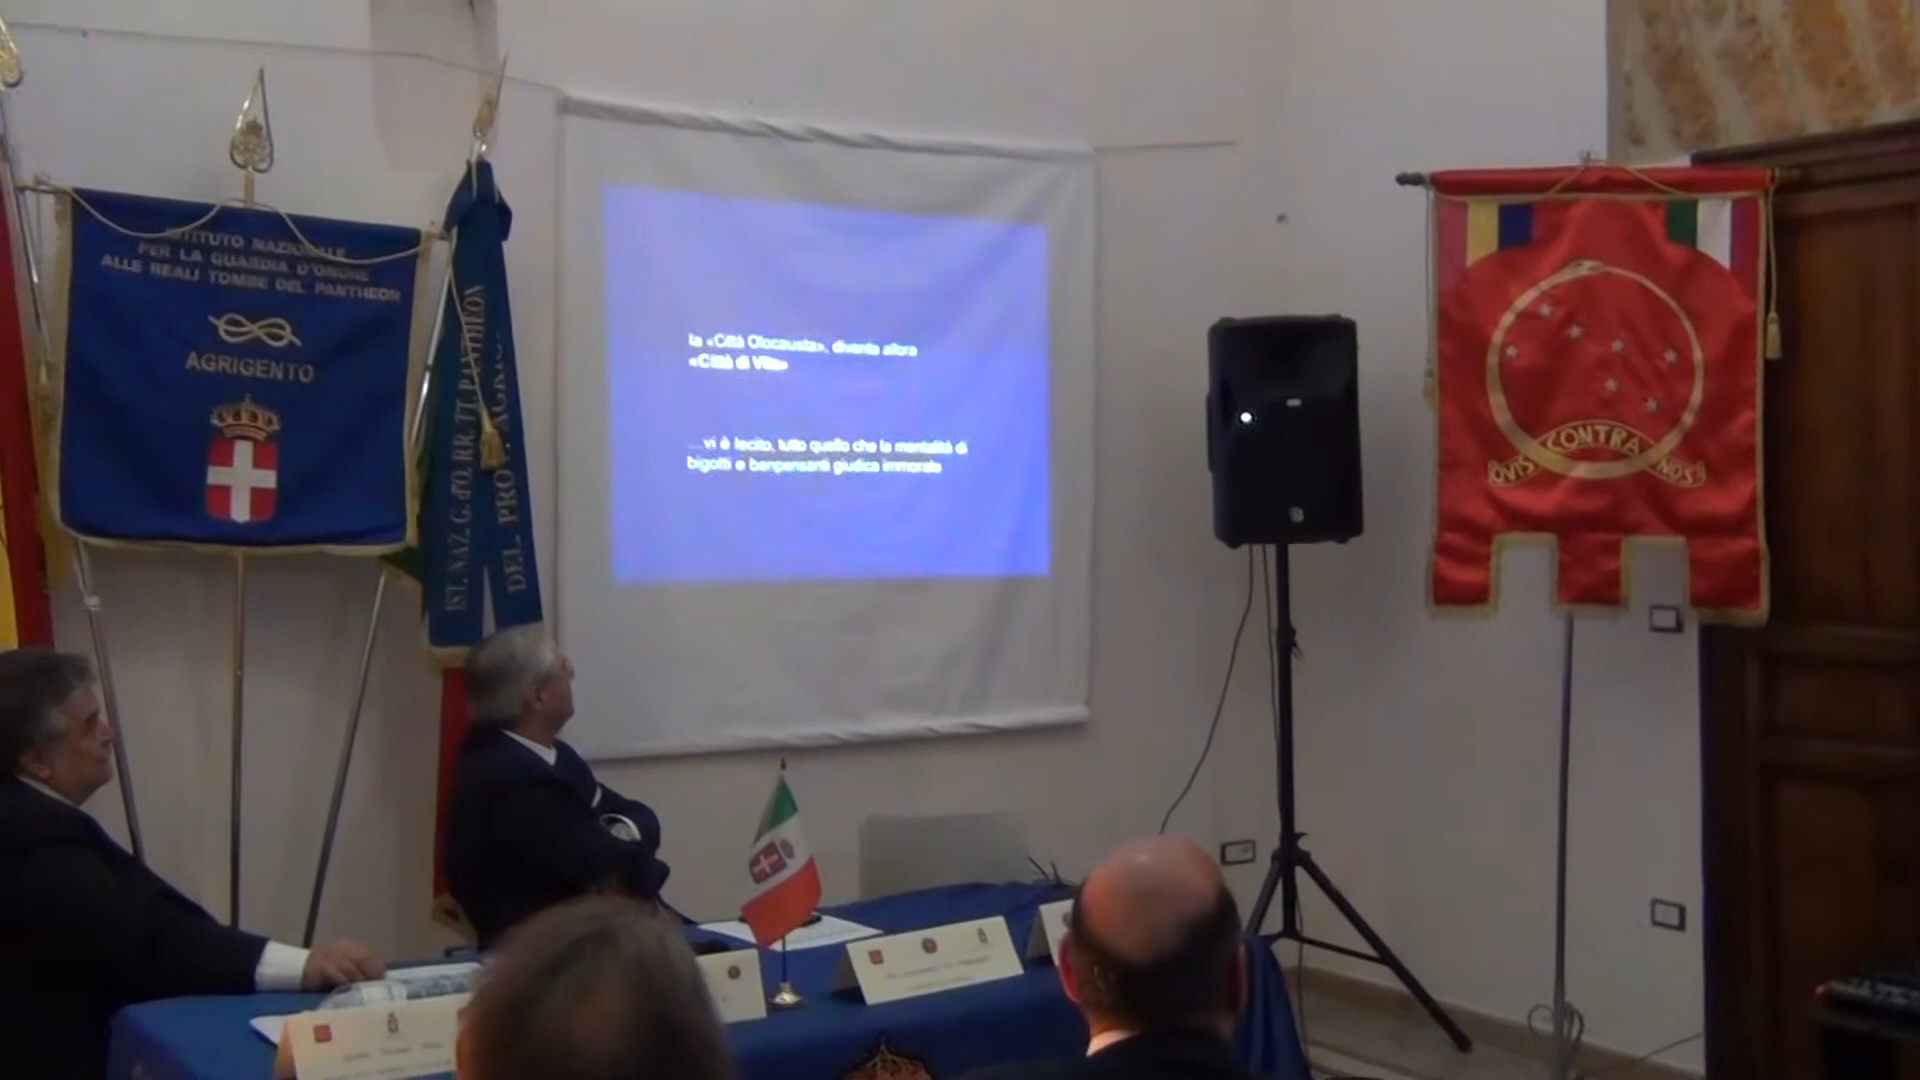 ISTITUTO NAZIONALE
PER LA GUARDIA D'ONORE
ALLE REALI TOMBE DEL PANTHEON
AGRIGENTO
IST. NAZ. G. d'O. RR. TT. PANTHEON
DEL. PROV. AGRIG.
la «Città Olocausta», diventa allora
«Città di Vita»
...vi è lecito, tutto quello che la mentalità di
bigotti e benpensanti giudica immorale
QVIS CONTRA NOS?